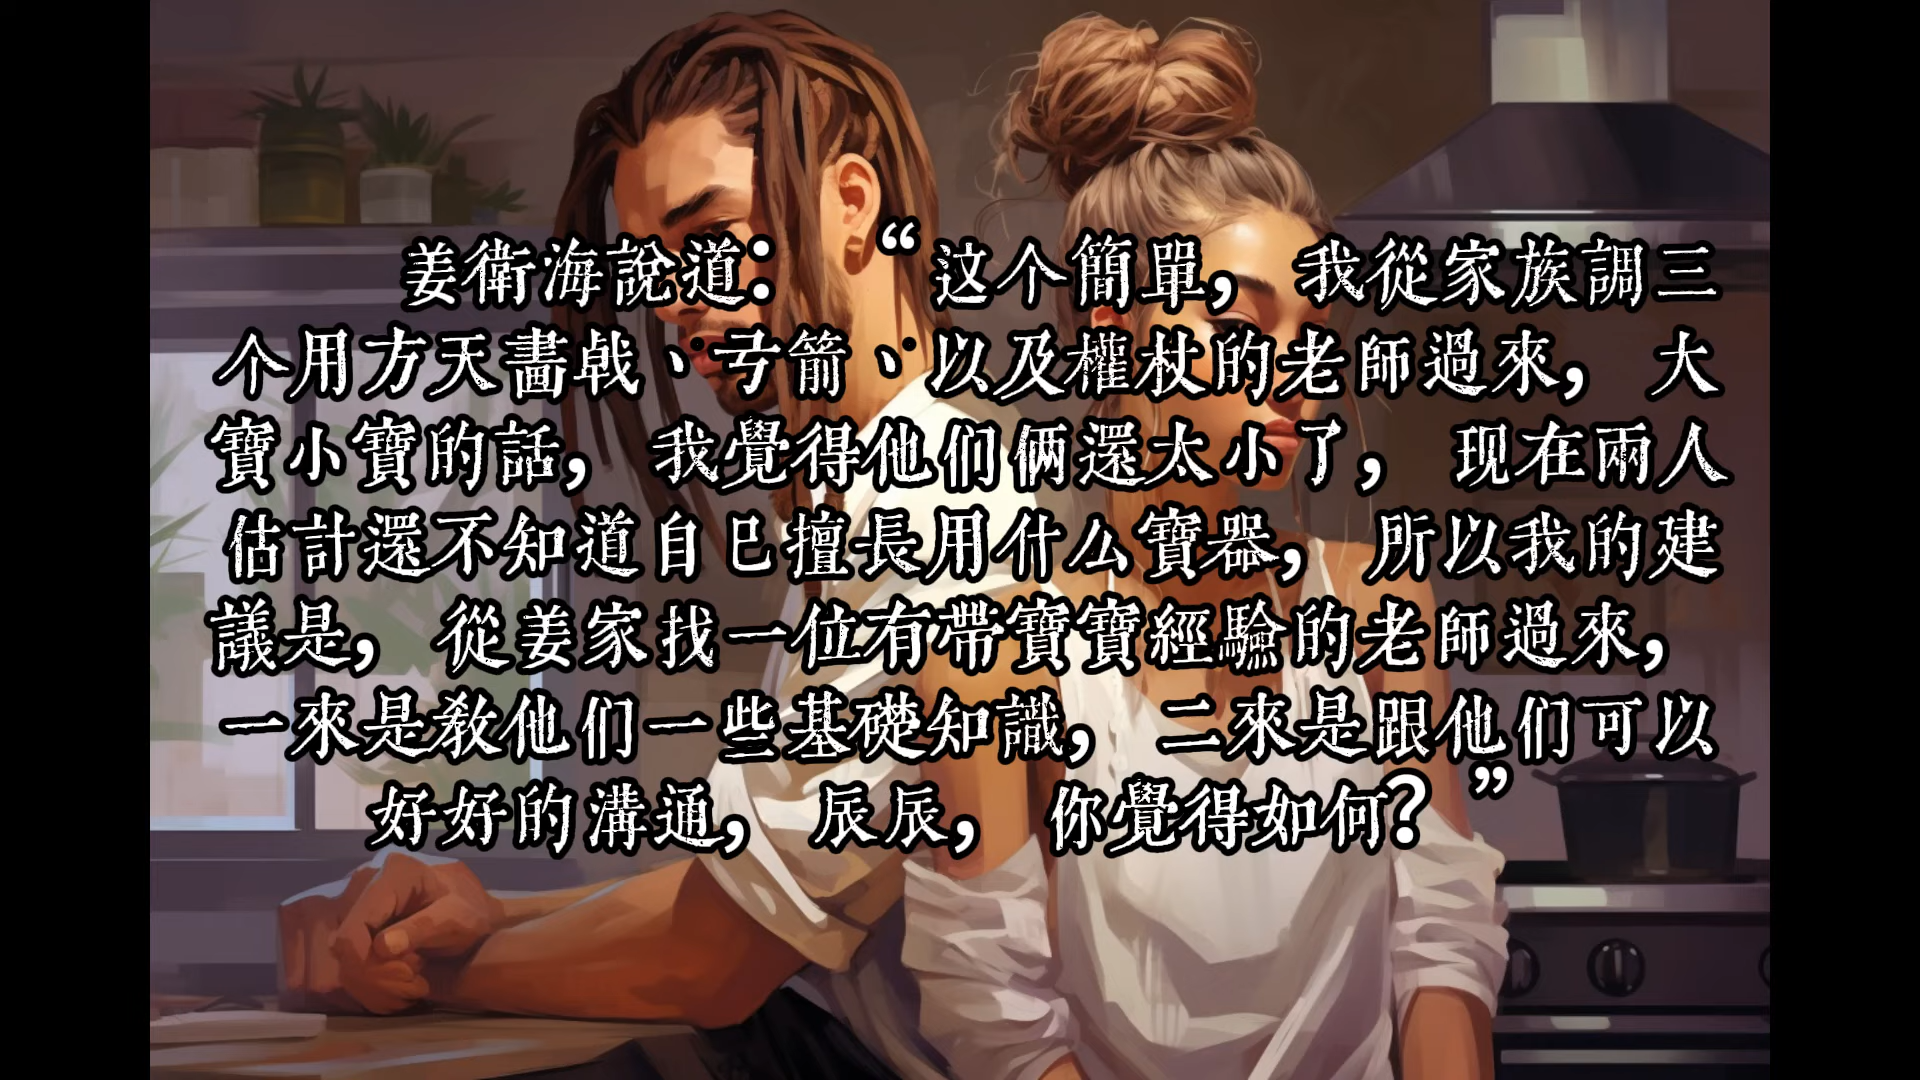 姜衛海說道：“这个簡單，我從家族調三
个用方天畵戟、弓箭、以及權杖的老師過來，大
寶小寶的話，我覺得他们俩還太小了，现在兩人
估計還不知道自已擅長用什么寶器，所以我的建
議是，從姜家找一位有帶寶寶經驗的老師過來，
一來是教他们一些基礎知識，二來是跟他们可以
好好的溝通，辰辰，你覺得如何？”